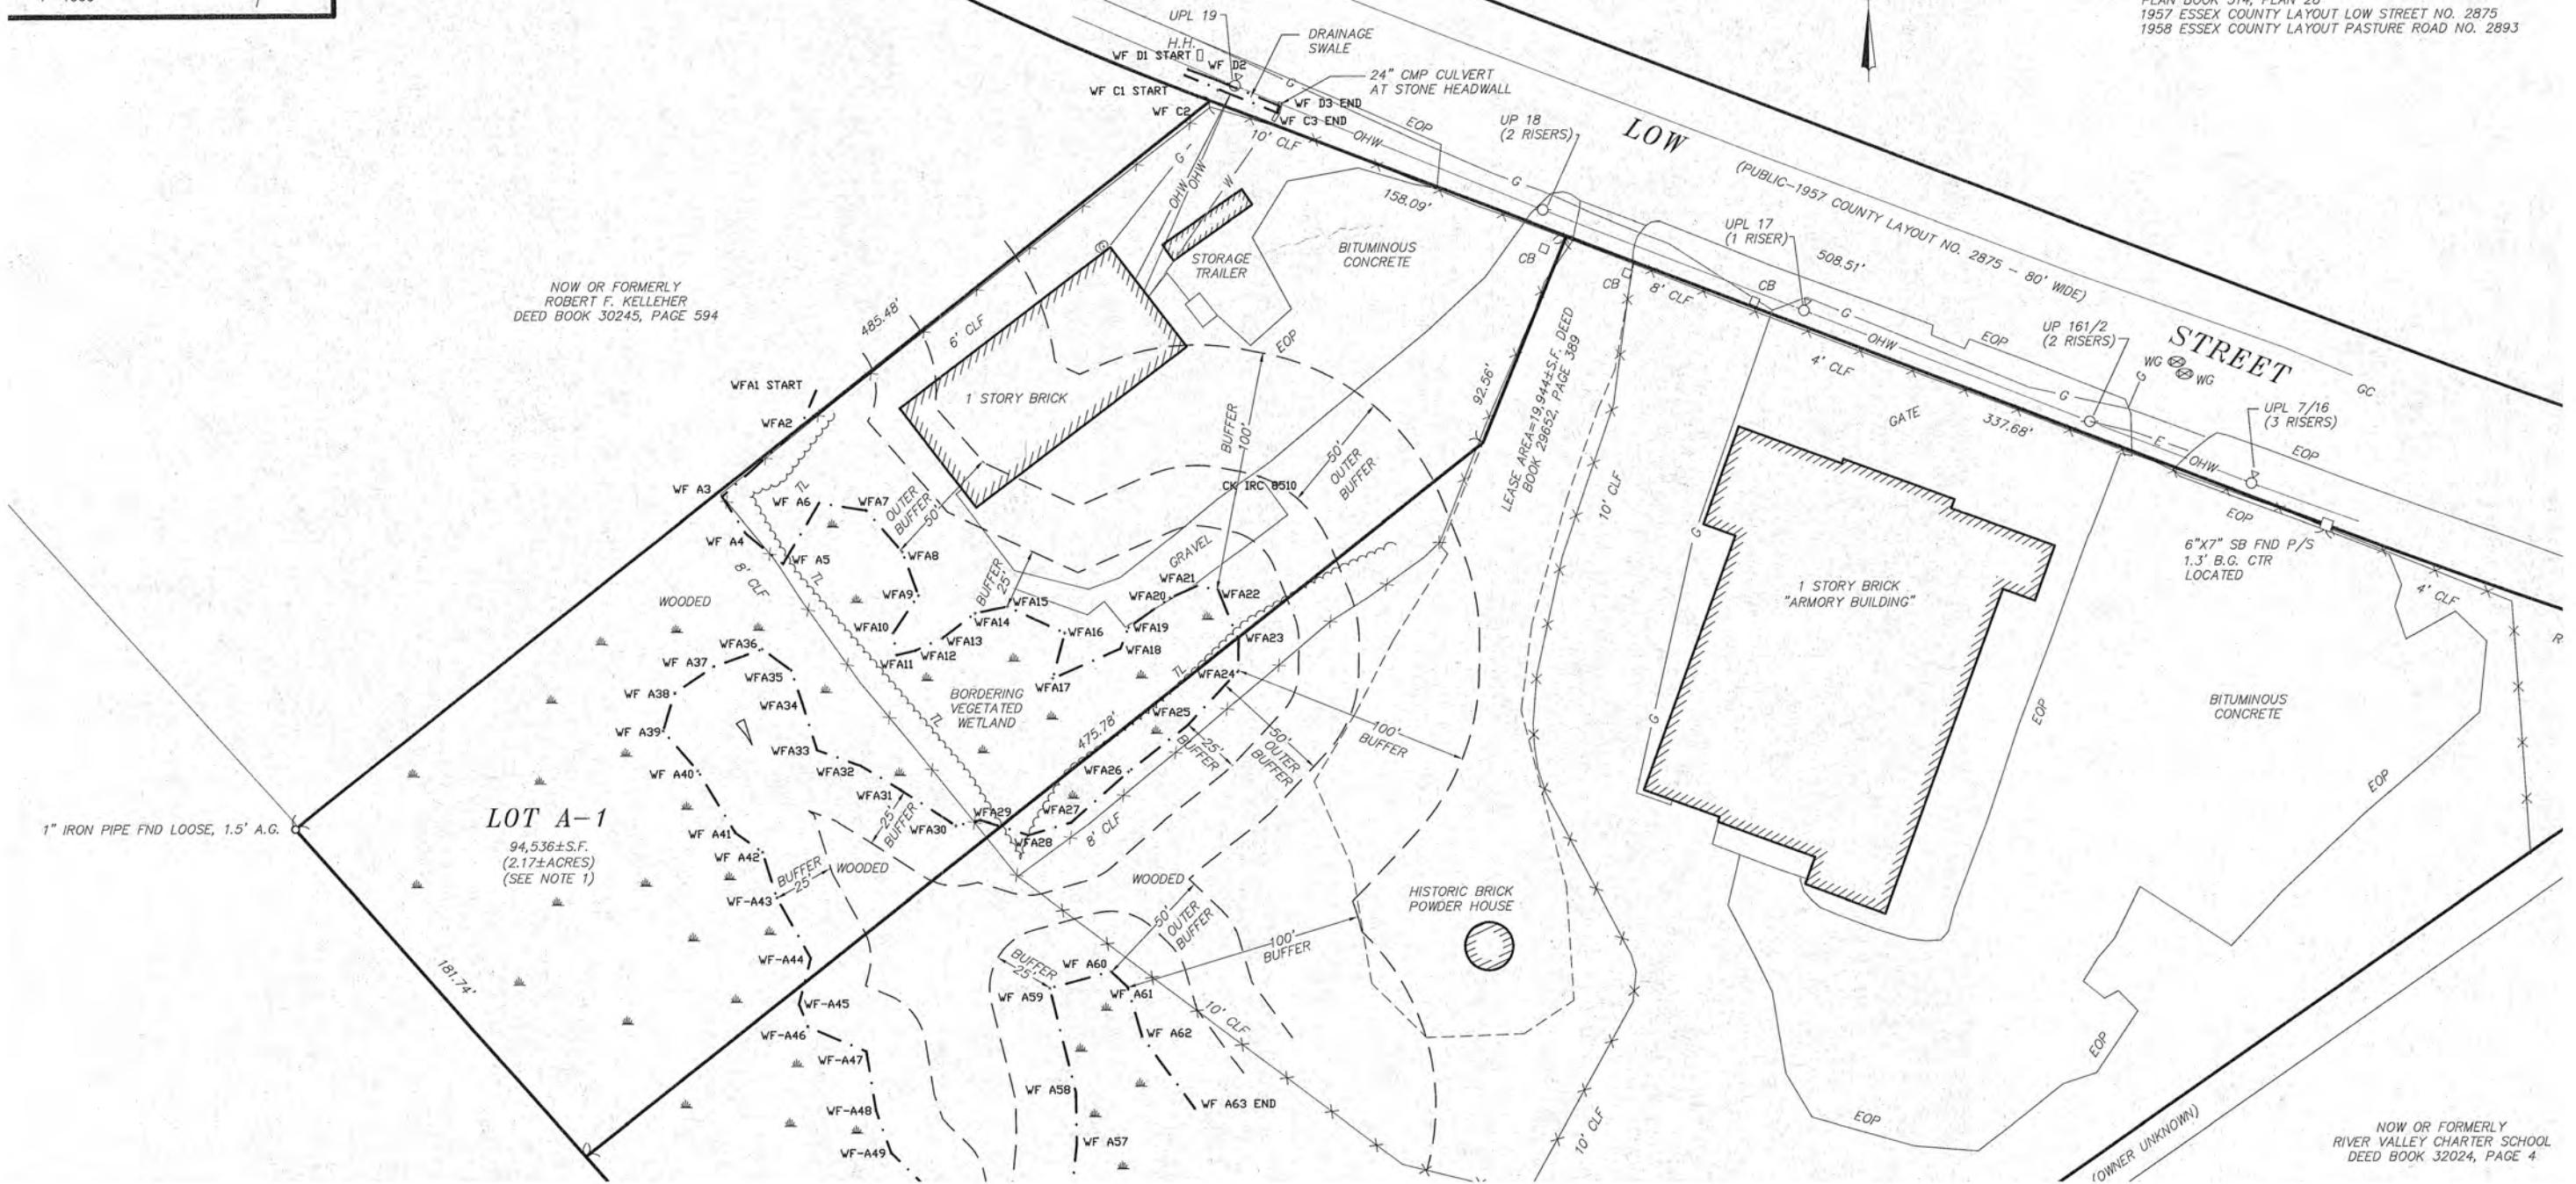 1957 ESSEX COUNTY LAYOUT LOW STREET NO. 2875
1958 ESSEX COUNTY LAYOUT PASTURE ROAD NO. 2893
UPL 19
H.H.
WF D1 START
WF D2
DRAINAGE
SWALE
24" CMP CULVERT
AT STONE HEADWALL
WF C1 START
WF C2
WF D3 END
WF C3 END
G
EOP
OHW
10' CLF
UP 18
(2 RISERS)
LOW
(PUBLIC-1957 COUNTY LAYOUT NO. 2875 - 80' WIDE)
STREET
G
OHW
OHW
W
158.09'
G
UPL 17
(1 RISER)
508.51'
STORAGE
TRAILER
BITUMINOUS
CONCRETE
CB
CB
8' CLF
CB
G
OHW
EOP
UP 161/2
(2 RISERS)
WG
WG
GC
NOW OR FORMERLY
ROBERT F. KELLEHER
DEED BOOK 30245, PAGE 594
485.48'
6' CLF
G
EOP
4' CLF
G
G
UPL 7/16
(3 RISERS)
GATE
337.68'
E
OHW
EOP
WFA1 START
WFA2
1 STORY BRICK
BUFFER
100'
50'
OUTER
BUFFER
92.56'
LEASE AREA=19,944±S.F. DEED
BOOK 29652, PAGE 389
10' CLF
CK IRC 8510
WF A3
TL
WF A6
WFA7
OUTER
BUFFER
50'
WF A4
WF A5
WFA8
8' CLF
TL
GRAVEL
G
EOP
6"X7" SB FND P/S
1.3' B.G. CTR
LOCATED
4' CLF
R
WOODED
WFA9
BUFFER
25'
WFA15
WFA14
WFA21
WFA20
WFA22
1 STORY BRICK
"ARMORY BUILDING"
WFA10
WFA13
WFA12
WFA11
WFA16
WFA19
WFA18
WFA23
WFA36
WF A37
WFA35
WF A38
WFA34
WFA17
TL
WFA24
BORDERING
VEGETATED
WETLAND
TL
WFA25
475.78'
25'
BUFFER
50'
OUTER
BUFFER
100'
BUFFER
BITUMINOUS
CONCRETE
G
EOP
WF A39
WFA33
WF A40
WFA32
WFA26
WFA31
25'
BUFFER
WFA30
WFA29
WFA27
WFA28
8' CLF
EOP
1" IRON PIPE FND LOOSE, 1.5' A.G.
LOT A-1
94,536±S.F.
(2.17±ACRES)
(SEE NOTE 1)
WF A41
WF A42
BUFFER
25'
WOODED
WF-A43
WOODED
50'
OUTER
BUFFER
HISTORIC BRICK
POWDER HOUSE
100'
BUFFER
181.74'
WF-A44
BUFFER
25'
WF A60
WF A59
WF A61
WF-A45
WF-A46
WF-A47
10' CLF
WF A62
WF A58
WF A63 END
WF-A48
WF A57
WF-A49
10' CLF
EOP
EOP
(OWNER UNKNOWN)
NOW OR FORMERLY
RIVER VALLEY CHARTER SCHOOL
DEED BOOK 32024, PAGE 4